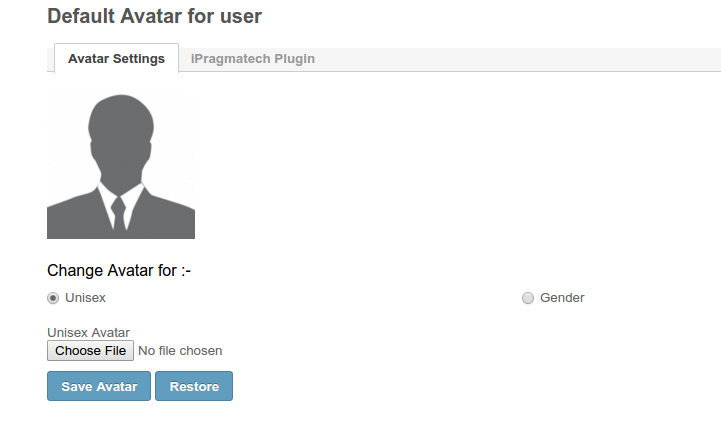 Default Avatar for user
Avatar Settings iPragmatech Plugin
Change Avatar for :-
Unisex Gender
Unisex Avatar
Choose File No file chosen
Save Avatar Restore